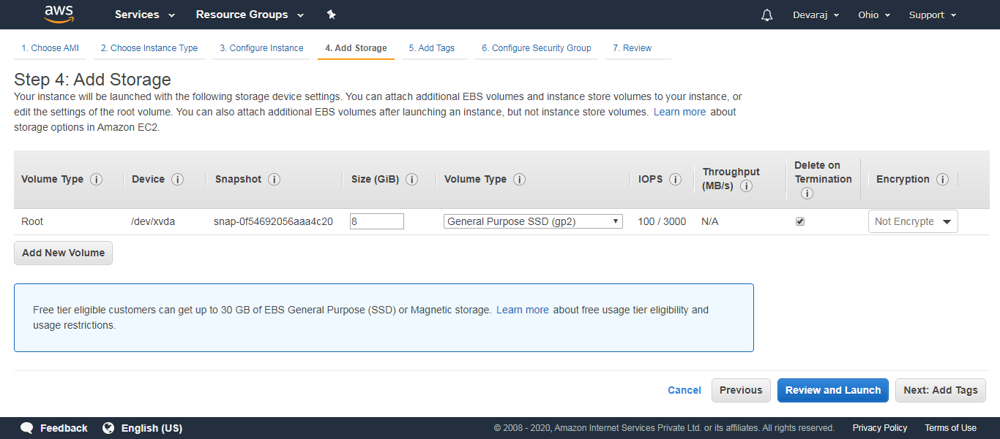 aws Services Resource Groups Devaraj Ohio Support
1. Choose AMI 2. Choose Instance Type 3. Configure Instance 4. Add Storage 5. Add Tags 6. Configure Security Group 7. Review
Step 4: Add Storage
Your instance will be launched with the following storage device settings. You can attach additional EBS volumes and instance store volumes to your instance, or
edit the settings of the root volume. You can also attach additional EBS volumes after launching an instance, but not instance store volumes. Learn more about
storage options in Amazon EC2.
Volume Type i Device i Snapshot i Size (GiB) i Volume Type i IOPS i Throughput (MB/s) i Delete on Termination i Encryption i
Root /dev/xvda snap-0f54692056aaa4c20 8 General Purpose SSD (gp2) 100 / 3000 N/A Not Encrypte
Add New Volume
Free tier eligible customers can get up to 30 GB of EBS General Purpose (SSD) or Magnetic storage. Learn more about free usage tier eligibility and
usage restrictions.
Cancel Previous Review and Launch Next: Add Tags
Feedback English (US) © 2008 - 2020, Amazon Internet Services Private Ltd. or its affiliates. All rights reserved. Privacy Policy Terms of Use